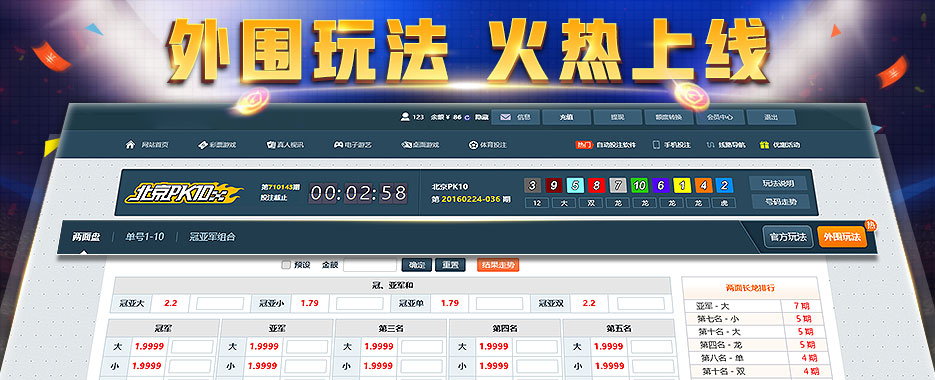 外围玩法 火热上线
123 余额 ¥ 86 隐藏 信息 充值 提现 额度转换 会员中心 退出
网站首页 彩票游戏 真人视讯 电子游艺 桌面游戏 体育投注 热门 自动投注软件 手机投注 线路导航 优惠活动
北京PK10 第710143期 投注截止 00:02:58 北京PK10 第 20160224-036 期
3 9 5 8 7 10 6 1 4 2 玩法说明
12 大 双 龙 龙 龙 龙 虎 号码走势
两面盘 单号1-10 冠亚军组合 官方玩法 外围玩法 热
预设 金额 确定 重置 结果走势
冠、亚军和 两面长龙排行
冠亚大 2.2 冠亚小 1.79 冠亚单 1.79 冠亚双 2.2
亚军 - 大 7 期
第七名 - 小 5 期
冠军 亚军 第三名 第四名 第五名
第十名 - 大 5 期
大 1.9999 大 1.9999 大 1.9999 大 1.9999 大 1.9999
第四名 - 龙 5 期
第八名 - 单 4 期
小 1.9999 小 1.9999 小 1.9999 小 1.9999 小 1.9999
第十名 - 双 4 期